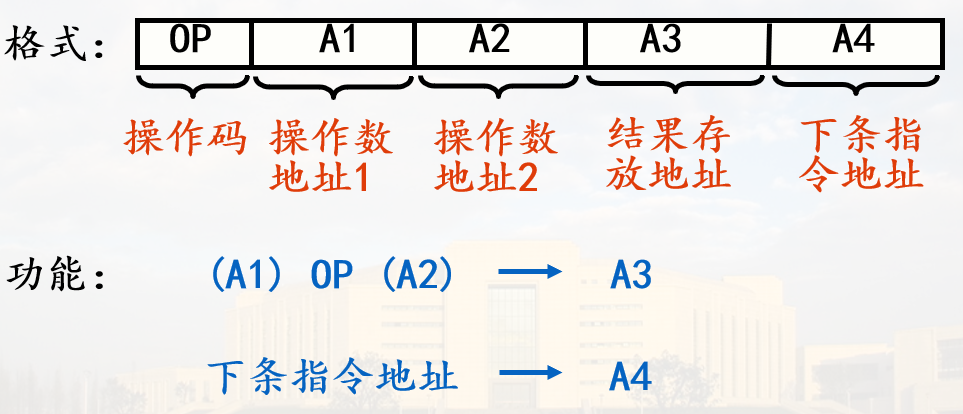 格式: OP A1 A2 A3 A4
操作码 操作数 操作数 结果存 下条指
地址1 地址2 放地址 令地址
功能: (A1) OP (A2) → A3
下条指令地址 → A4